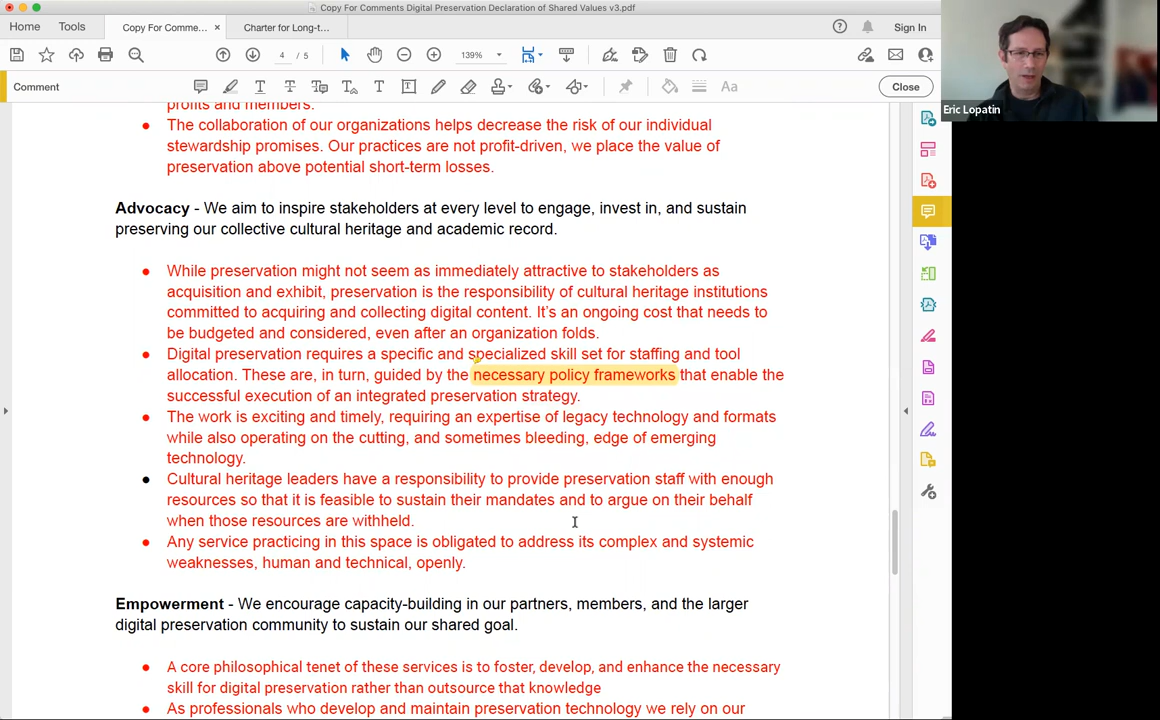 Copy For Comments Digital Preservation Declaration of Shared Values v3.pdf
Home Tools Copy For Comme... × Charter for Long-t... Sign In
4 / 5 139%
Comment Close
Eric Lopatin
profits and members.
• The collaboration of our organizations helps decrease the risk of our individual
stewardship promises. Our practices are not profit-driven, we place the value of
preservation above potential short-term losses.
Advocacy - We aim to inspire stakeholders at every level to engage, invest in, and sustain
preserving our collective cultural heritage and academic record.
• While preservation might not seem as immediately attractive to stakeholders as
acquisition and exhibit, preservation is the responsibility of cultural heritage institutions
committed to acquiring and collecting digital content. It's an ongoing cost that needs to
be budgeted and considered, even after an organization folds.
• Digital preservation requires a specific and specialized skill set for staffing and tool
allocation. These are, in turn, guided by the necessary policy frameworks that enable the
successful execution of an integrated preservation strategy.
• The work is exciting and timely, requiring an expertise of legacy technology and formats
while also operating on the cutting, and sometimes bleeding, edge of emerging
technology.
• Cultural heritage leaders have a responsibility to provide preservation staff with enough
resources so that it is feasible to sustain their mandates and to argue on their behalf
when those resources are withheld.
• Any service practicing in this space is obligated to address its complex and systemic
weaknesses, human and technical, openly.
Empowerment - We encourage capacity-building in our partners, members, and the larger
digital preservation community to sustain our shared goal.
• A core philosophical tenet of these services is to foster, develop, and enhance the necessary
skill for digital preservation rather than outsource that knowledge
• As professionals who develop and maintain preservation technology we rely on our